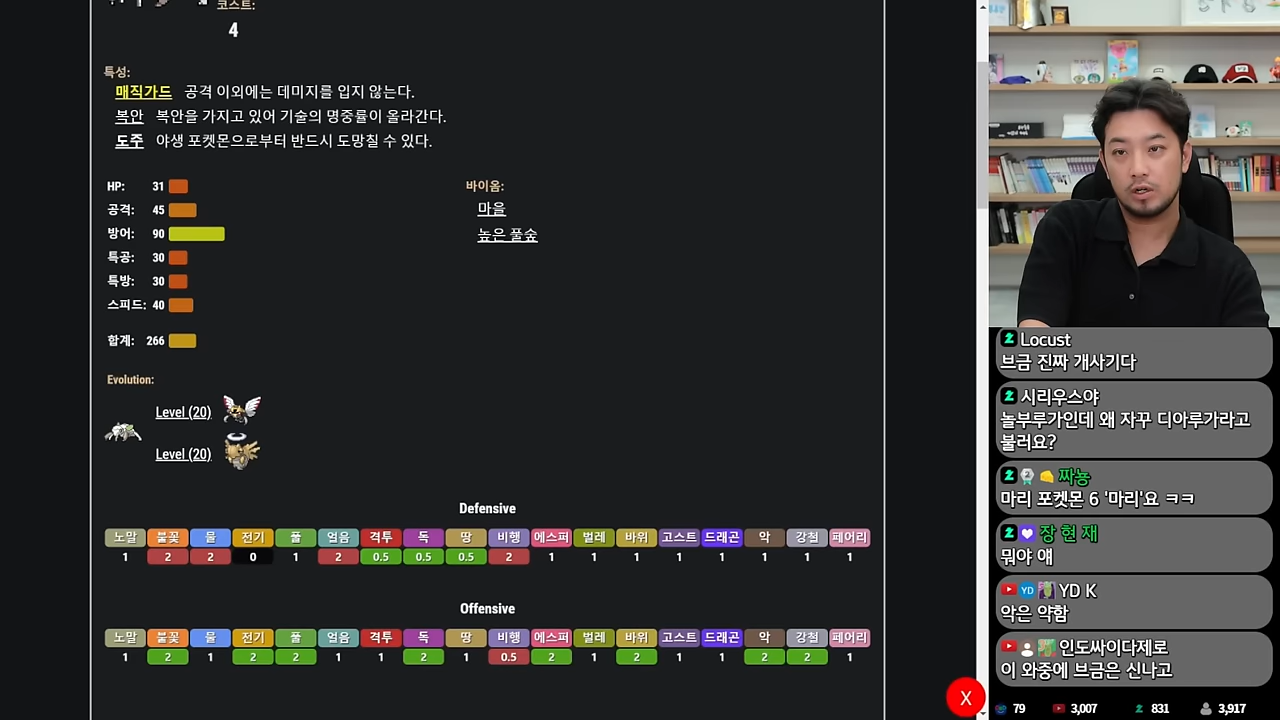 코스트:
4
특성:
매직가드 공격 이외에는 데미지를 입지 않는다.
복안 복안을 가지고 있어 기술의 명중률이 올라간다.
도주 야생 포켓몬으로부터 반드시 도망칠 수 있다.
HP: 31
공격: 45
방어: 90
특공: 30
특방: 30
스피드: 40
합계: 266
바이옴:
마을
높은 풀숲
Evolution:
Level (20)
Level (20)
Defensive
노말 불꽃 물 전기 풀 얼음 격투 독 땅 비행 에스퍼 벌레 바위 고스트 드래곤 악 강철 페어리
1 2 2 0 1 2 0.5 0.5 0.5 2 1 1 1 1 1 1 1 1
Offensive
노말 불꽃 물 전기 풀 얼음 격투 독 땅 비행 에스퍼 벌레 바위 고스트 드래곤 악 강철 페어리
1 2 1 2 2 1 1 2 1 0.5 2 1 2 1 1 2 2 1
X
Locust
브금 진짜 개사기다
시리우스야
놀부루가인데 왜 자꾸 디아루가라고
불러요?
짜뇽
마리 포켓몬 6 '마리'요 ㅋㅋ
장 현 재
뭐야 얘
YD YD K
악은 약함
인도싸이다제로
이 와중에 브금은 신나고
79 3,007 831 3,917